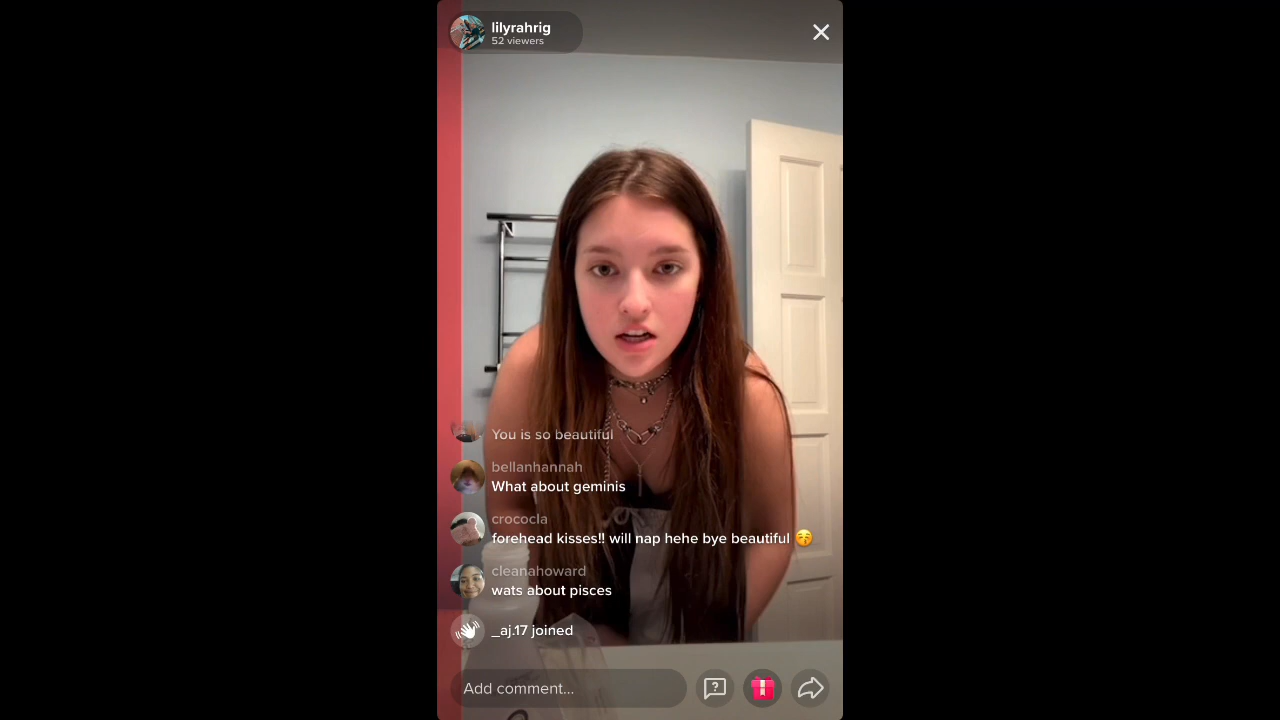 lilyrahrig
52 viewers
You is so beautiful
bellanhannah
What about geminis
crococla
forehead kisses!! will nap hehe bye beautiful 😚
cleanahoward
wats about pisces
_aj.17 joined
Add comment...